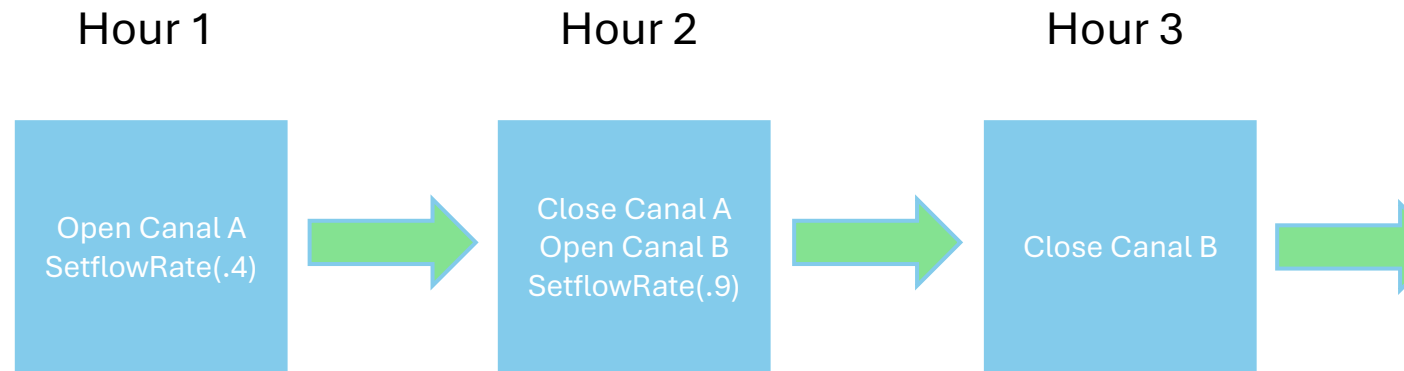 Hour 1
Hour 2
Hour 3
Open Canal A
SetflowRate(.4)
Close Canal A
Open Canal B
SetflowRate(.9)
Close Canal B